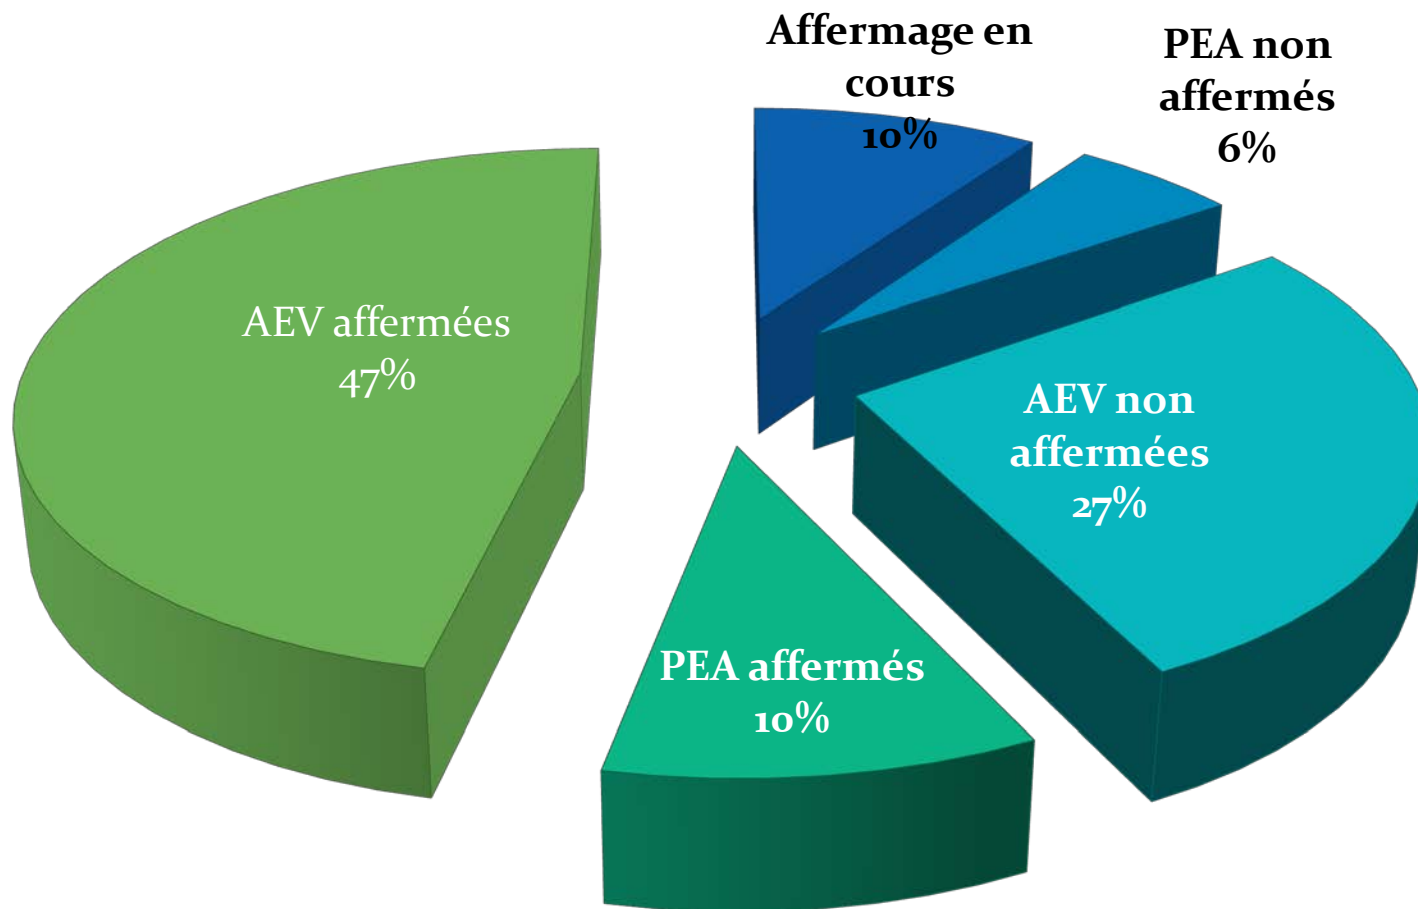 Affermage en
cours
10%
PEA non
affermés
6%
AEV affermées
47%
AEV non
affermées
27%
PEA affermés
10%